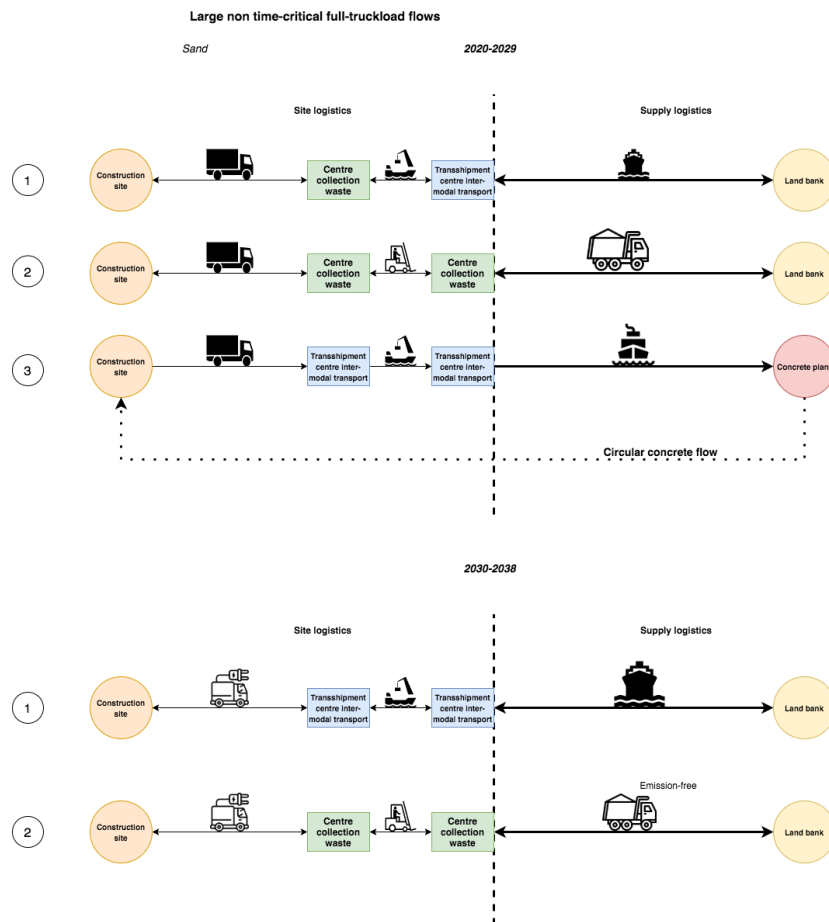 Large non time-critical full-truckload flows
Sand
2020-2029
Site logistics
Supply logistics
1
Construction
site
Centre
collection
waste
Transshipment
centre inter-
modal transport
Land bank
2
Construction
site
Centre
collection
waste
Centre
collection
waste
Land bank
3
Construction
site
Transshipment
centre inter-
modal transport
Transshipment
centre inter-
modal transport
Concrete plant
Circular concrete flow
2030-2038
Site logistics
Supply logistics
1
Construction
site
Transshipment
centre inter-
modal transport
Transshipment
centre inter-
modal transport
Land bank
Emission-free
2
Construction
site
Centre
collection
waste
Centre
collection
waste
Land bank